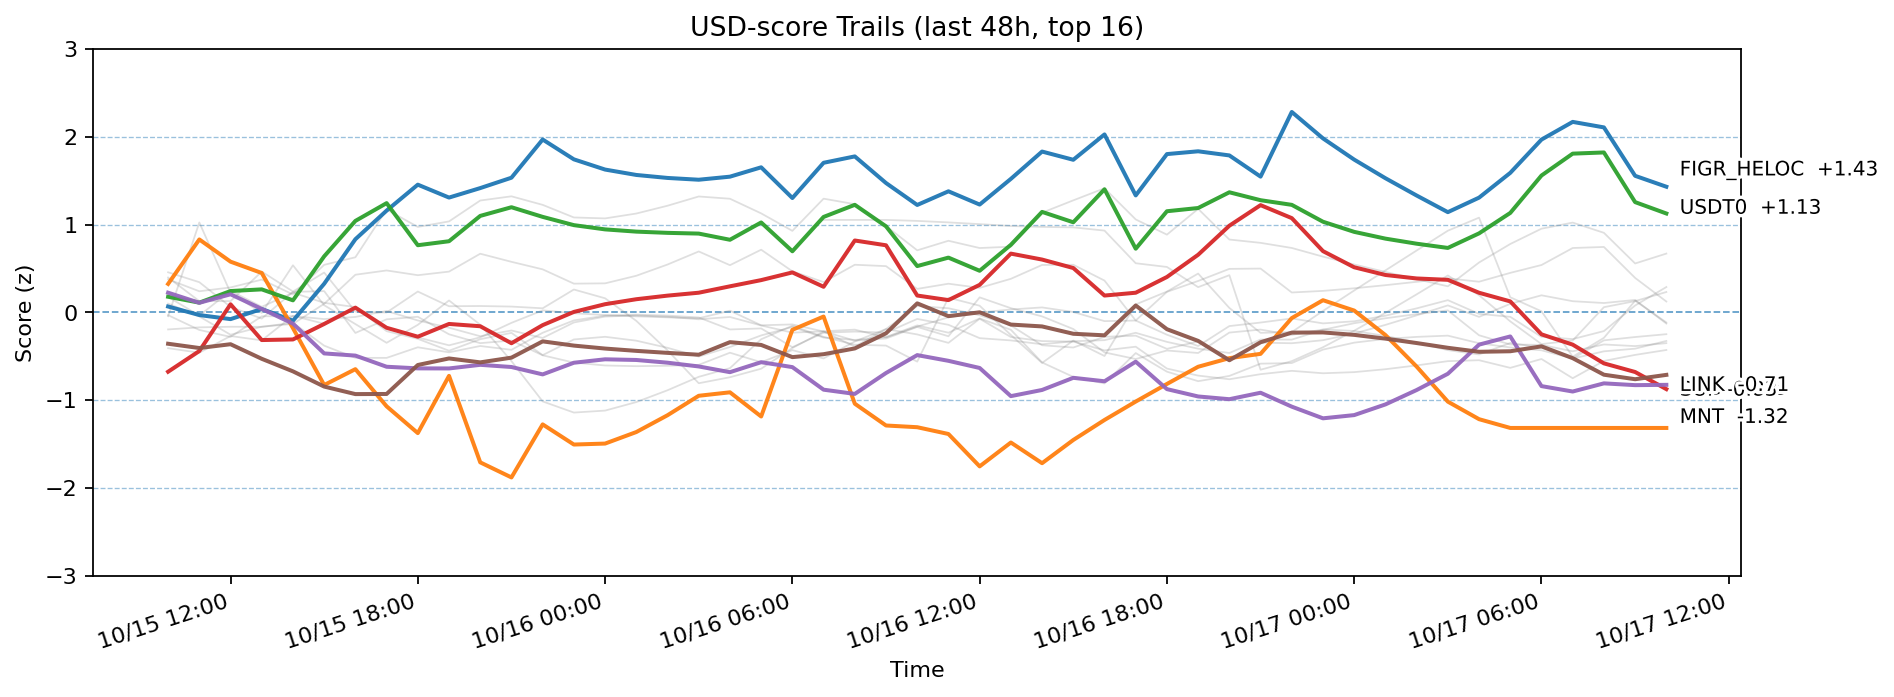 USD-score Trails (last 48h, top 16)
Score (z)
3
2
1
0
−1
−2
−3
FIGR_HELOC +1.43
USDT0 +1.13
LINK -0.71
MNT -1.32
10/15 12:00
10/15 18:00
10/16 00:00
10/16 06:00
10/16 12:00
10/16 18:00
10/17 00:00
10/17 06:00
10/17 12:00
Time